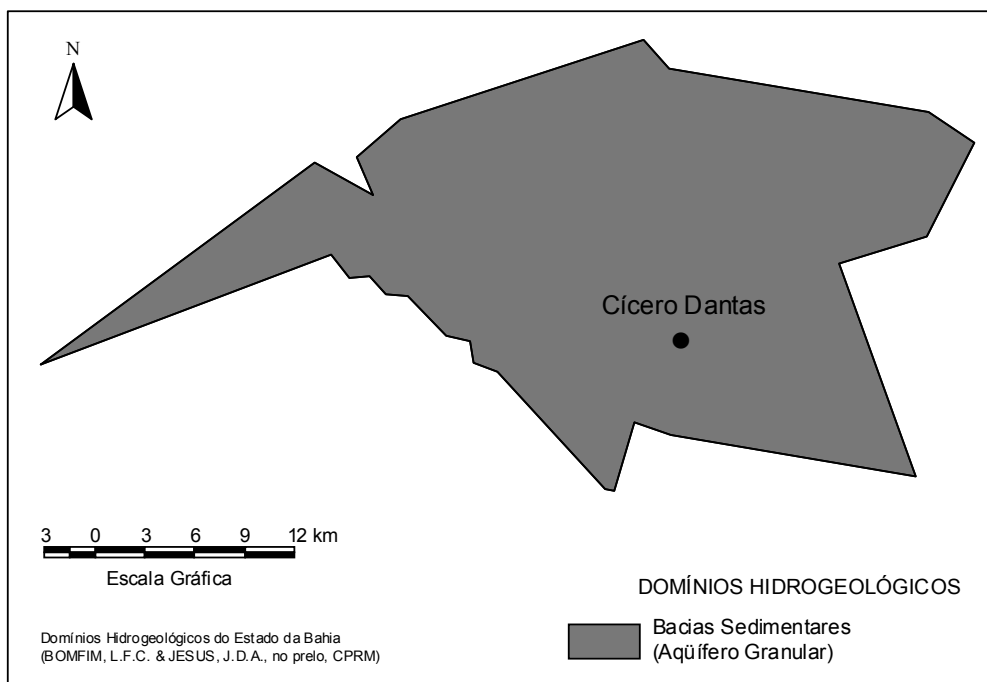 N
Cícero Dantas
3 0 3 6 9 12 km
Escala Gráfica
DOMÍNIOS HIDROGEOLÓGICOS
Bacias Sedimentares
(Aqüífero Granular)
Domínios Hidrogeológicos do Estado da Bahia
(BOMFIM, L.F.C. & JESUS, J.D.A., no prelo, CPRM)